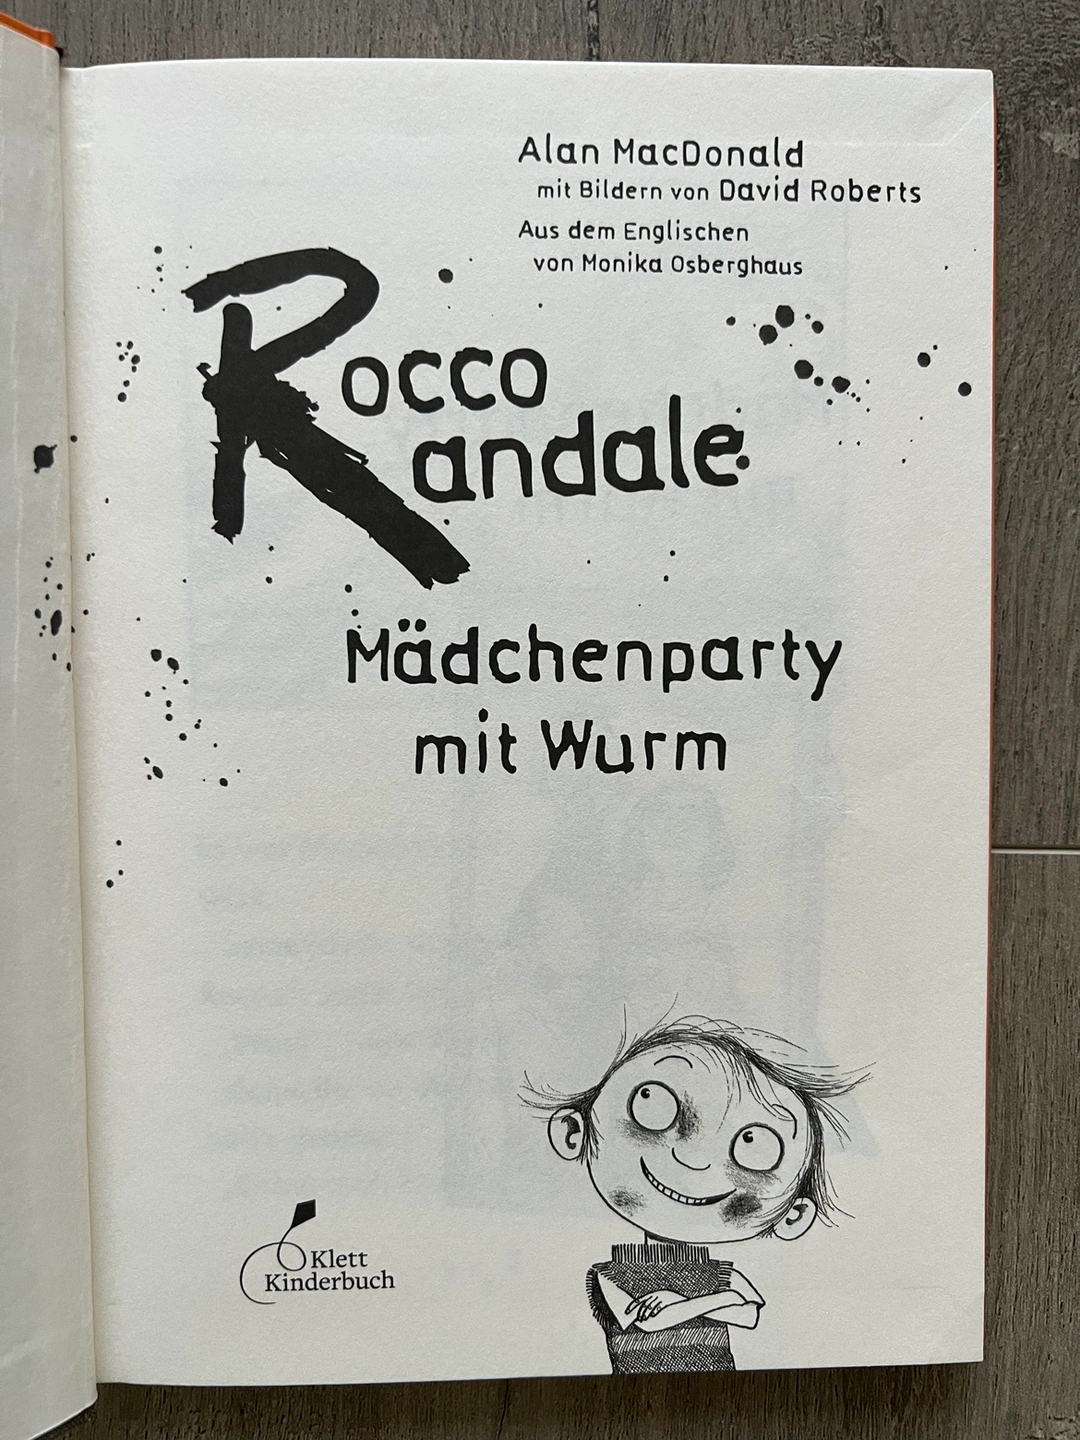 Alan MacDonald
mit Bildern von David Roberts
Aus dem Englischen
von Monika Osberghaus
Rocco
Randale
Mädchenparty
mit Wurm
Klett
Kinderbuch